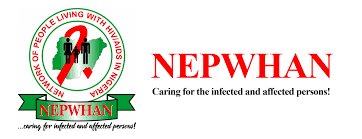 NETWORK OF PEOPLE LIVING WITH HIV/AIDS IN NIGERIA
NEPWHAN
...caring for infected and affected persons!
NEPWHAN
Caring for the infected and affected persons!